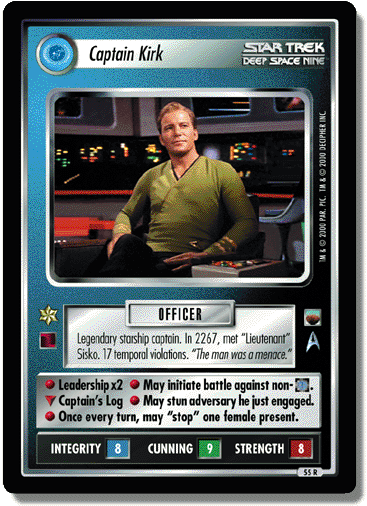 Captain Kirk
STAR TREK
DEEP SPACE NINE
TM & © 2000 PAR. PIC. TM & © 2000 DECIPHER INC.
OFFICER
Legendary starship captain. In 2267, met "Lieutenant"
Sisko. 17 temporal violations. "The man was a menace."
Leadership x2 May initiate battle against non- .
Captain's Log May stun adversary he just engaged.
Once every turn, may "stop" one female present.
INTEGRITY 8 CUNNING 9 STRENGTH 8
55 R